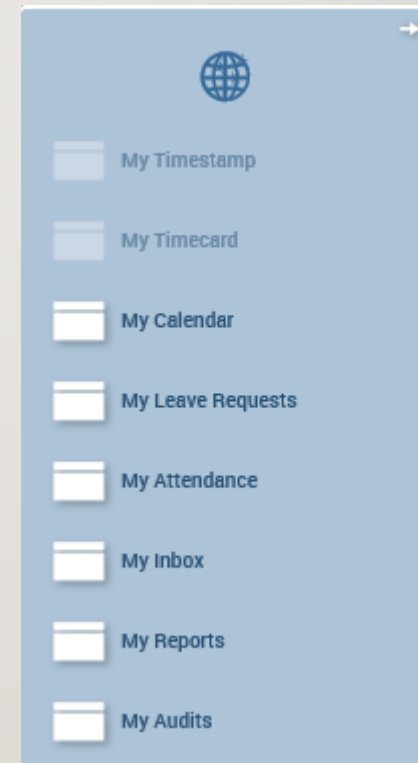 My Timestamp
My Timecard
My Calendar
My Leave Requests
My Attendance
My Inbox
My Reports
My Audits